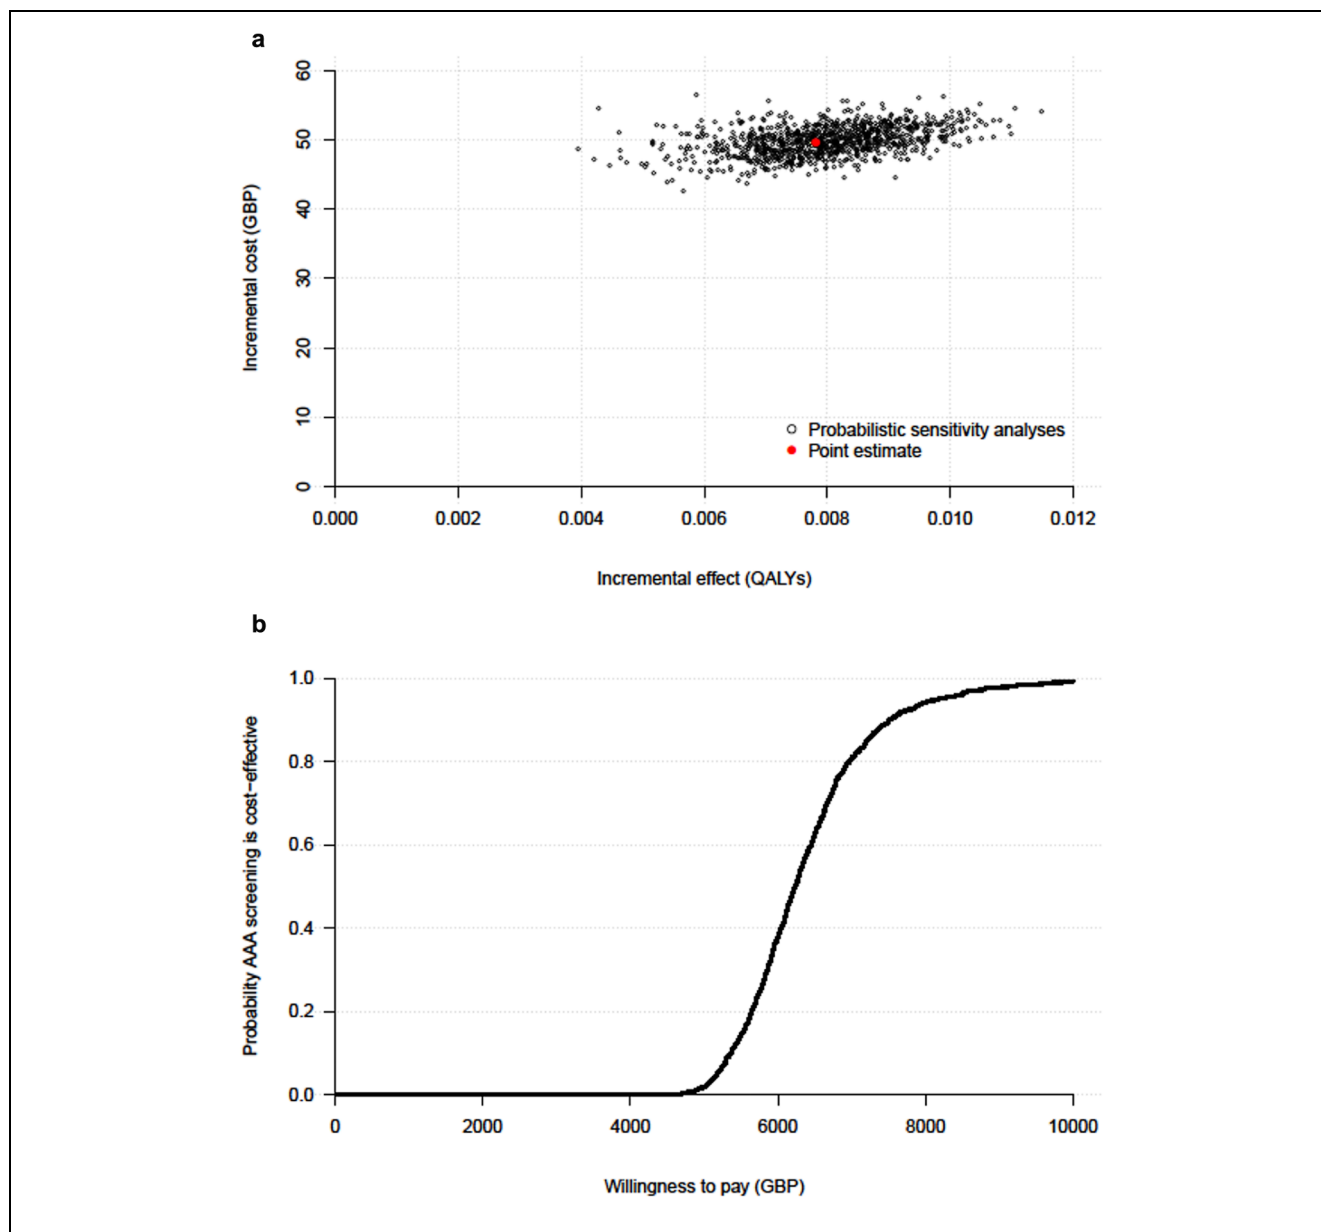 a
60
50
40
30
20
10
0
Incremental cost (GBP)
Probabilistic sensitivity analyses
Point estimate
0.000 0.002 0.004 0.006 0.008 0.010 0.012
Incremental effect (QALYs)
b
1.0
0.8
0.6
0.4
0.2
0.0
Probability AAA screening is cost−effective
0 2000 4000 6000 8000 10000
Willingness to pay (GBP)